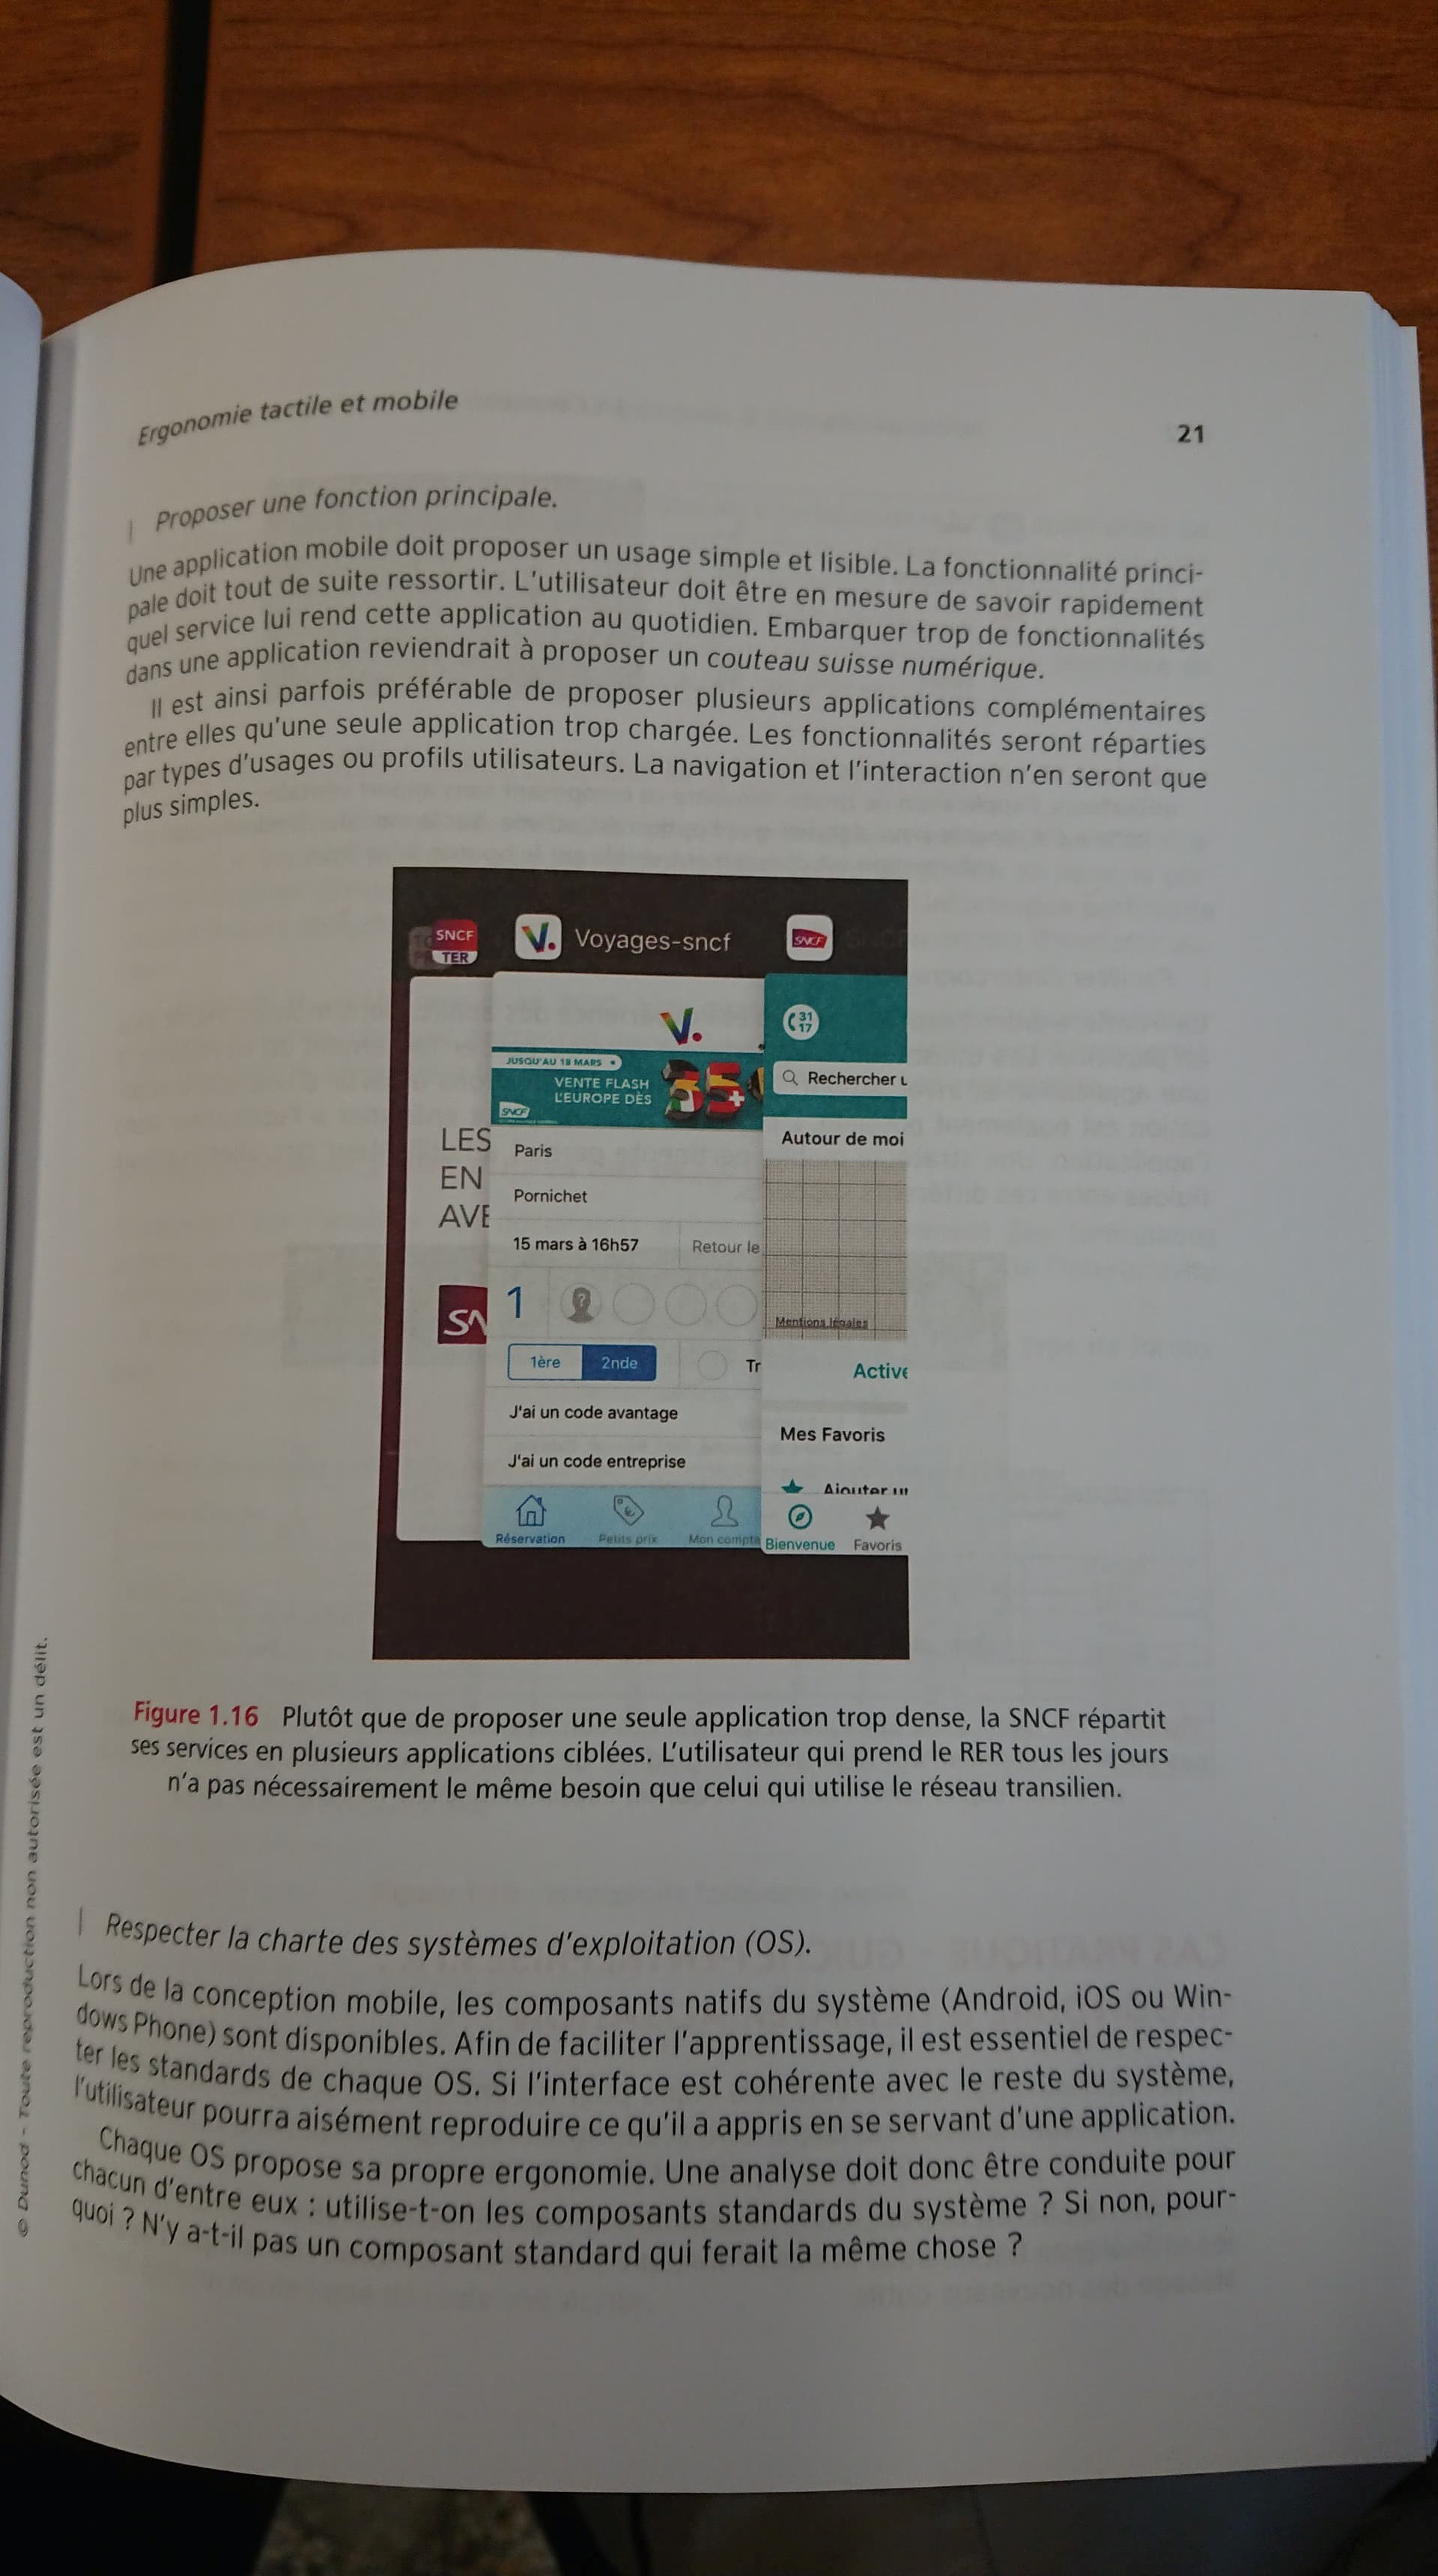 Ergonomie tactile et mobile
21
Proposer une fonction principale.
Une application mobile doit proposer un usage simple et lisible. La fonctionnalité princi-
pale doit tout de suite ressortir. L'utilisateur doit être en mesure de savoir rapidement
quel service lui rend cette application au quotidien. Embarquer trop de fonctionnalités
dans une application reviendrait à proposer un couteau suisse numérique.
Il est ainsi parfois préférable de proposer plusieurs applications complémentaires
entre elles qu'une seule application trop chargée. Les fonctionnalités seront réparties
par types d'usages ou profils utilisateurs. La navigation et l'interaction n'en seront que
plus simples.
SNCF
TER
V. Voyages-sncf
SNCF
V.
JUSQU'AU 18 MARS
VENTE FLASH
L'EUROPE DÈS
35
SNCF
31
17
Rechercher
Autour de moi
LES
EN
AVE
Paris
Pornichet
15 mars à 16h57
Retour le
SN
1
Mentions légales
1ère
2nde
Tr
Active
J'ai un code avantage
Mes Favoris
J'ai un code entreprise
Ajouter
Réservation
Petits prix
Mon compte
Bienvenue
Favoris
Figure 1.16 Plutôt que de proposer une seule application trop dense, la SNCF répartit
ses services en plusieurs applications ciblées. L'utilisateur qui prend le RER tous les jours
n'a pas nécessairement le même besoin que celui qui utilise le réseau transilien.
Respecter la charte des systèmes d'exploitation (OS).
Lors de la conception mobile, les composants natifs du système (Android, iOS ou Win-
dows Phone) sont disponibles. Afin de faciliter l'apprentissage, il est essentiel de respec-
ter les standards de chaque OS. Si l'interface est cohérente avec le reste du système,
l'utilisateur pourra aisément reproduire ce qu'il a appris en se servant d'une application.
Chaque OS propose sa propre ergonomie. Une analyse doit donc être conduite pour
chacun d'entre eux : utilise-t-on les composants standards du système ? Si non, pour-
quoi ? N'y a-t-il pas un composant standard qui ferait la même chose ?
© Dunod – Toute reproduction non autorisée est un délit.